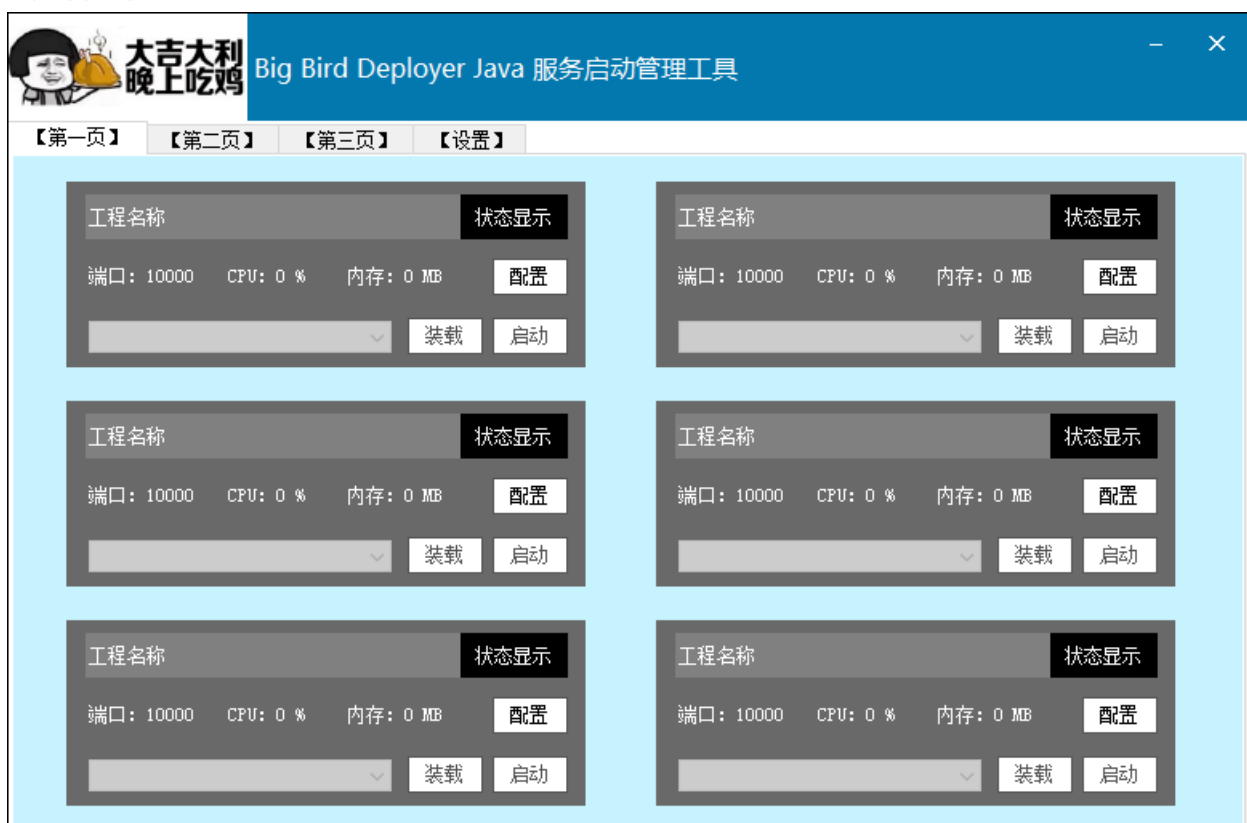 大吉大利
晚上吃鸡
Big Bird Deployer Java 服务启动管理工具
【第一页】 【第二页】 【第三页】 【设置】
工程名称 状态显示 工程名称 状态显示
端口: 10000 CPU: 0 % 内存: 0 MB 配置 端口: 10000 CPU: 0 % 内存: 0 MB 配置
装载 启动 装载 启动
工程名称 状态显示 工程名称 状态显示
端口: 10000 CPU: 0 % 内存: 0 MB 配置 端口: 10000 CPU: 0 % 内存: 0 MB 配置
装载 启动 装载 启动
工程名称 状态显示 工程名称 状态显示
端口: 10000 CPU: 0 % 内存: 0 MB 配置 端口: 10000 CPU: 0 % 内存: 0 MB 配置
装载 启动 装载 启动